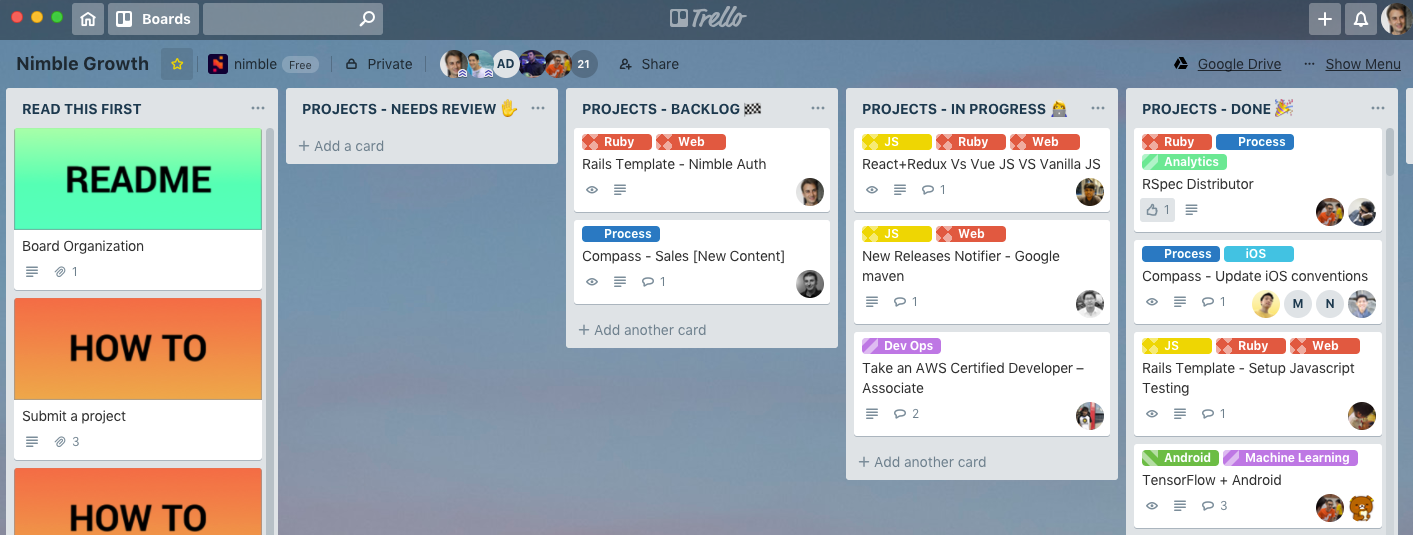 Boards
Trello
Nimble Growth
nimble Free
Private
AD
21
Share
Google Drive
Show Menu
READ THIS FIRST
README
Board Organization
1
HOW TO
Submit a project
3
HOW TO
PROJECTS - NEEDS REVIEW ✋
+ Add a card
PROJECTS - BACKLOG 🏁
Ruby Web
Rails Template - Nimble Auth
Process
Compass - Sales [New Content]
1
+ Add another card
PROJECTS - IN PROGRESS 👩‍💻
JS Ruby Web
React+Redux Vs Vue JS VS Vanilla JS
1
JS Web
New Releases Notifier - Google
maven
1
Dev Ops
Take an AWS Certified Developer –
Associate
2
+ Add another card
PROJECTS - DONE 🎉
Ruby Process
Analytics
RSpec Distributor
1
Process iOS
Compass - Update iOS conventions
1 M N
JS Ruby Web
Rails Template - Setup Javascript
Testing
1
Android Machine Learning
TensorFlow + Android
3